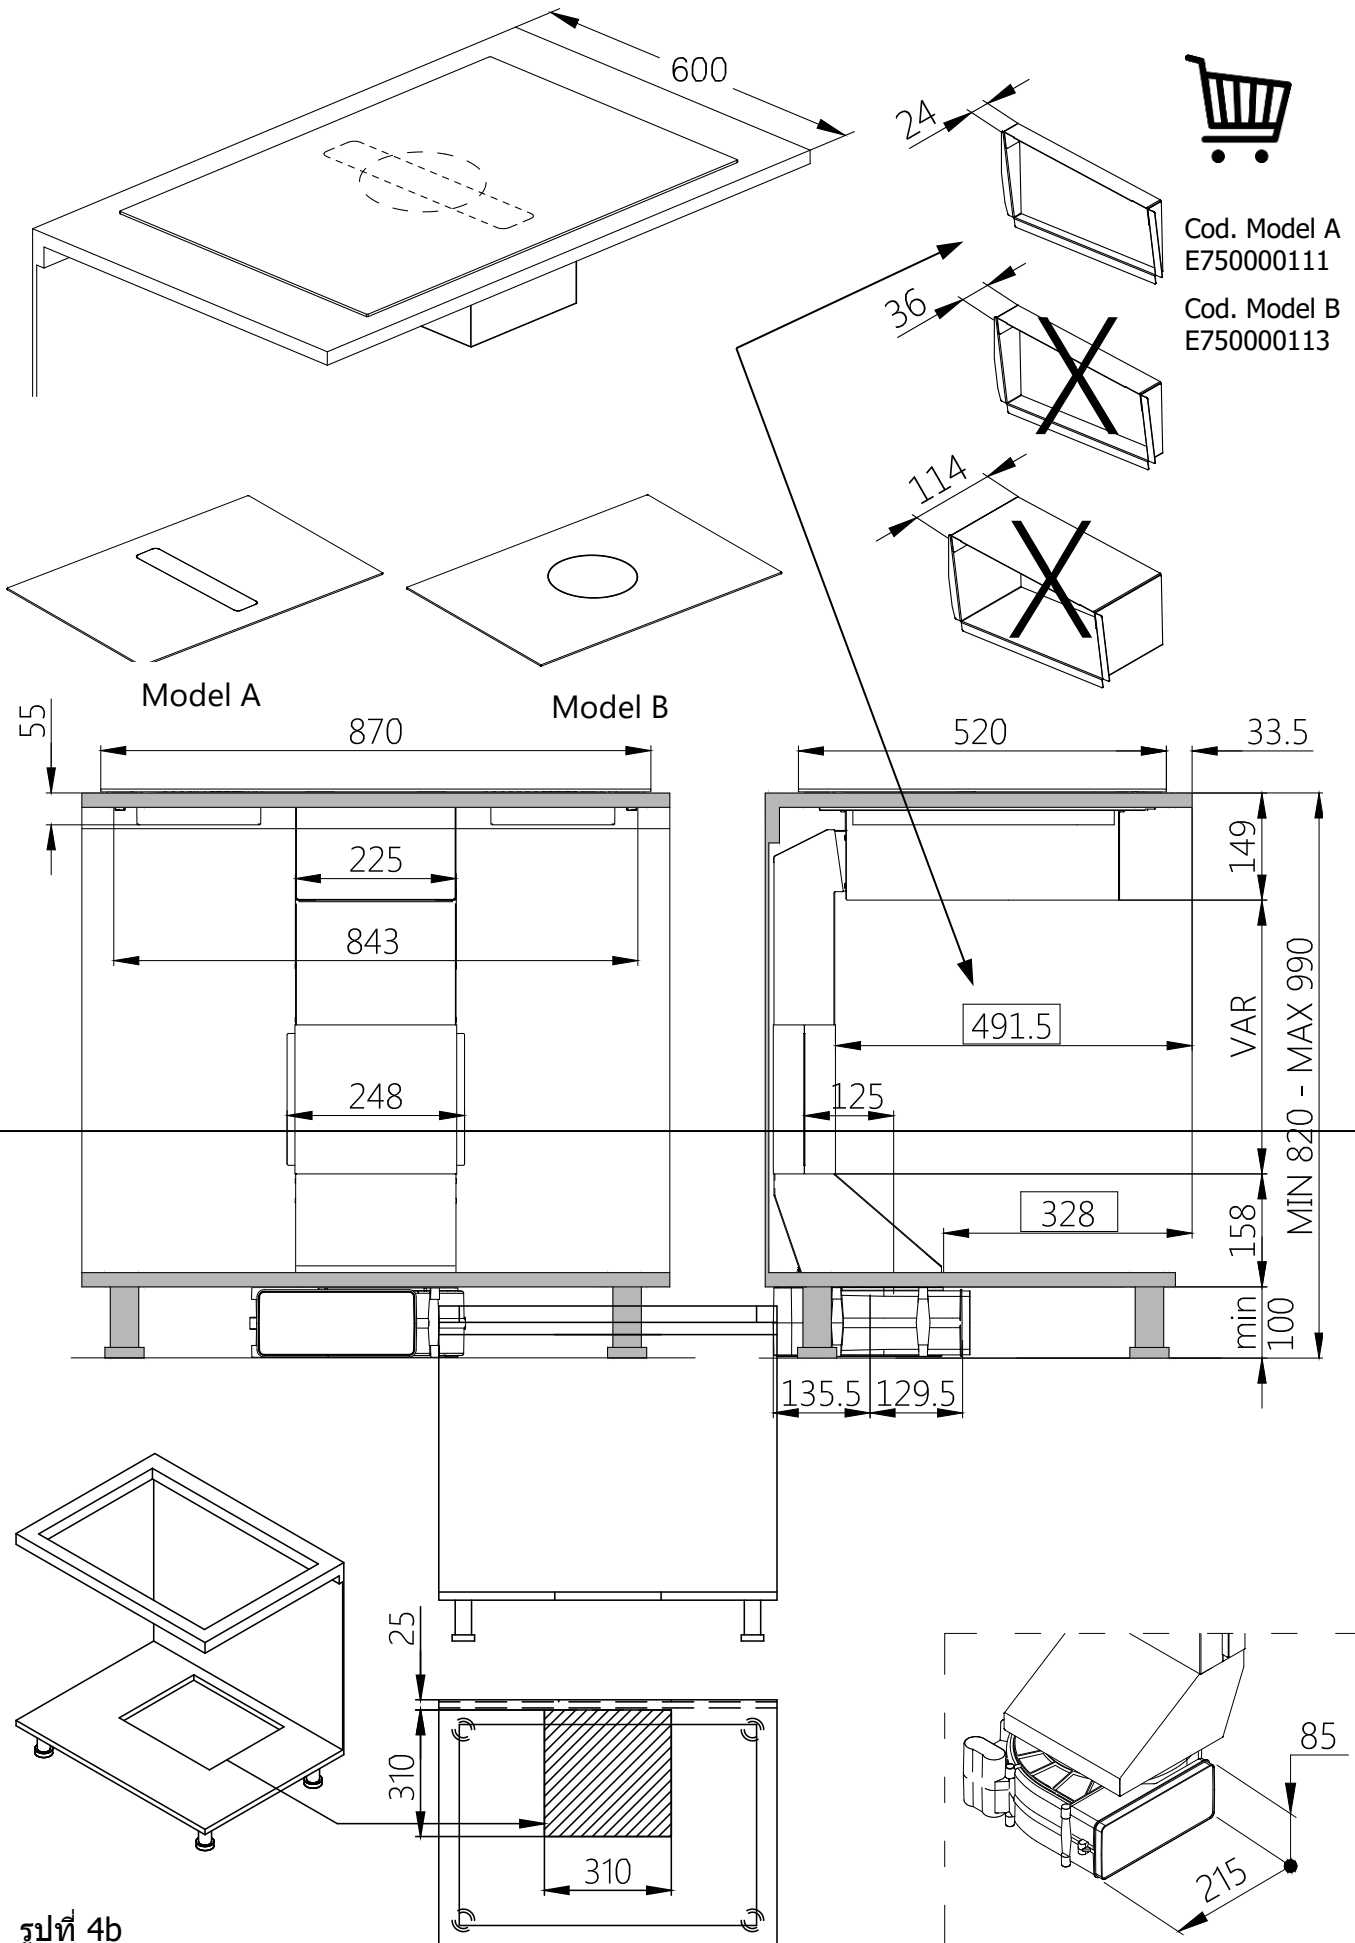 600
24
Cod. Model A
E750000111
36
Cod. Model B
E750000113
114
Model A
Model B
55
870
520
33.5
225
149
843
491.5
VAR
MIN 820 - MAX 990
248
125
328
158
min
100
135.5
129.5
25
310
310
85
215
รูปที่ 4b